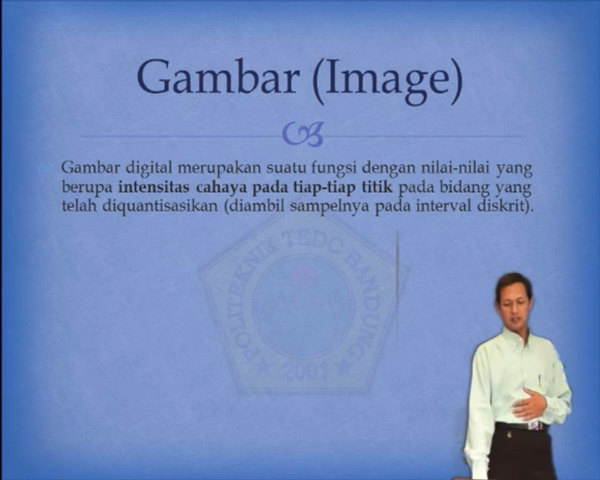 Gambar (Image)
Gambar digital merupakan suatu fungsi dengan nilai-nilai yang
berupa intensitas cahaya pada tiap-tiap titik pada bidang yang
telah diquantisasikan (diambil sampelnya pada interval diskrit).
POLITEKNIK TEDC BANDUNG
2001